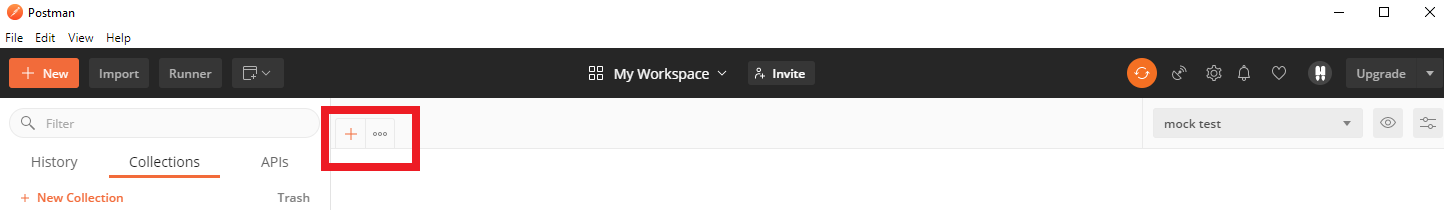 Postman
File Edit View Help
+ New Import Runner My Workspace Invite Upgrade
Filter + ooo mock test
History Collections APIs
+ New Collection Trash